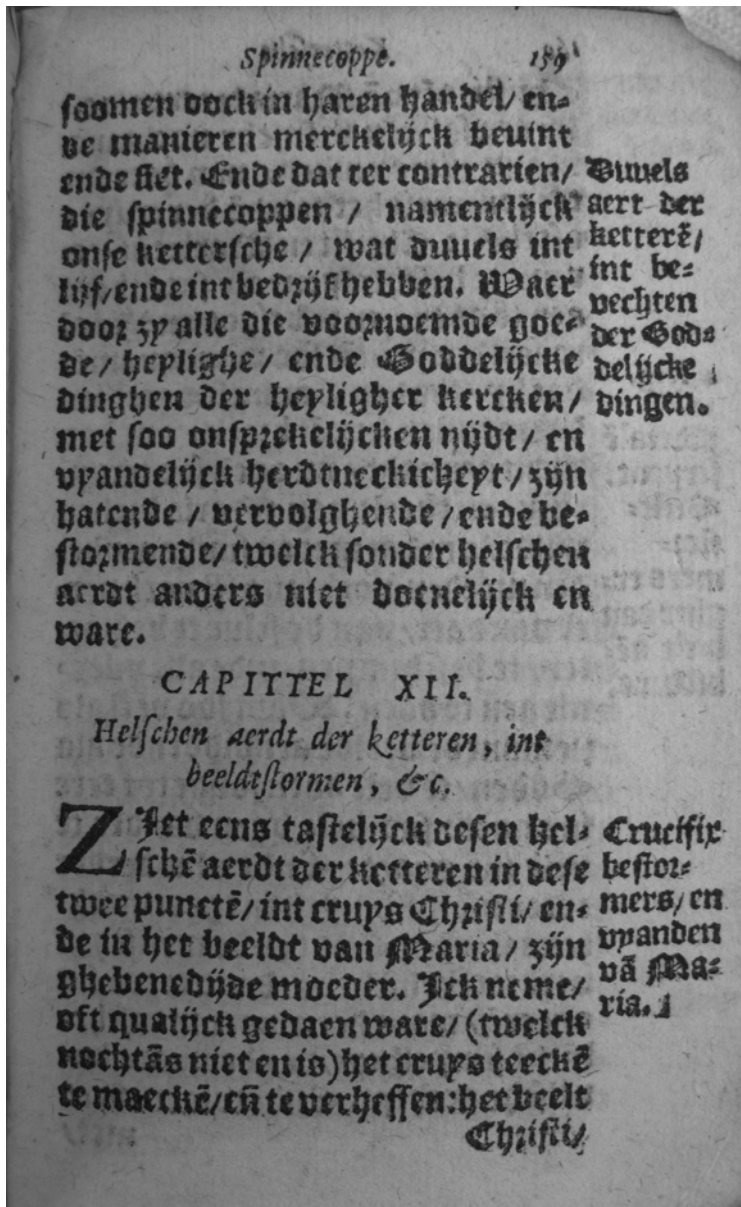 Spinnecoppe. 159
soomen oock in haren handel/ en-
de manieren merckelijck bevint
ende siet. Ende dat ter contrarien/
die spinnecoppen / namentlijck
onse kettersche / wat duuels int
lijf/ende int bedrijf hebben. Waer
door zy alle die voornoemde goe-
de/ heylighe/ ende Goddelijcke
dinghen der heyligher kercken/
met soo onsprekelijcken nijdt/ en
vyandelijck herdtneckicheyt/ zijn
hatende / vervolghende/ende be-
stormende/ twelck sonder helschen
aerdt anders niet doenelijck en
ware.
Duuels
aert der
ketterē/
int be-
vechten
der God-
delijcke
dingen.
CAPITTEL XII.
Helschen aerdt der ketteren, int
beeldtstormen, &c.
ZIet eens tastelijck desen hel-
schē aerdt der ketteren in dese
twee punctē/ int cruys Christi/ en-
de in het beeldt van Maria/ zijn
ghebenedijde moeder. Ick neme/
oft qualijck gedaen ware/ (twelck
nochtās niet en is) het cruys teeckē
te maeckē/ eñ te verheffen: het beelt
Christi/
Crucifix
bestor-
mers/ en
vyanden
vā Ma-
ria.